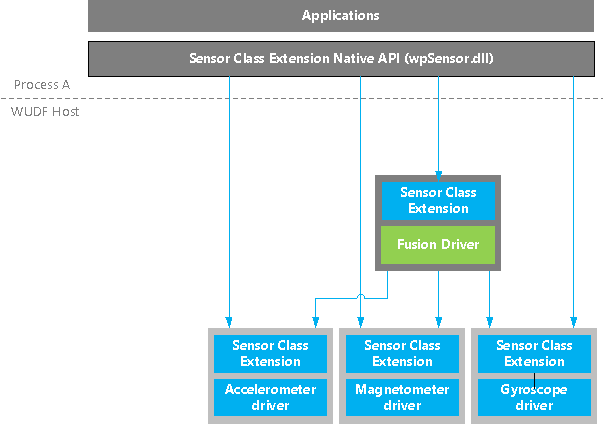 Applications
Sensor Class Extension Native API (wpSensor.dll)
Process A
WUDF Host
Sensor Class
Extension
Fusion Driver
Sensor Class
Extension
Accelerometer
driver
Sensor Class
Extension
Magnetometer
driver
Sensor Class
Extension
Gyroscope
driver